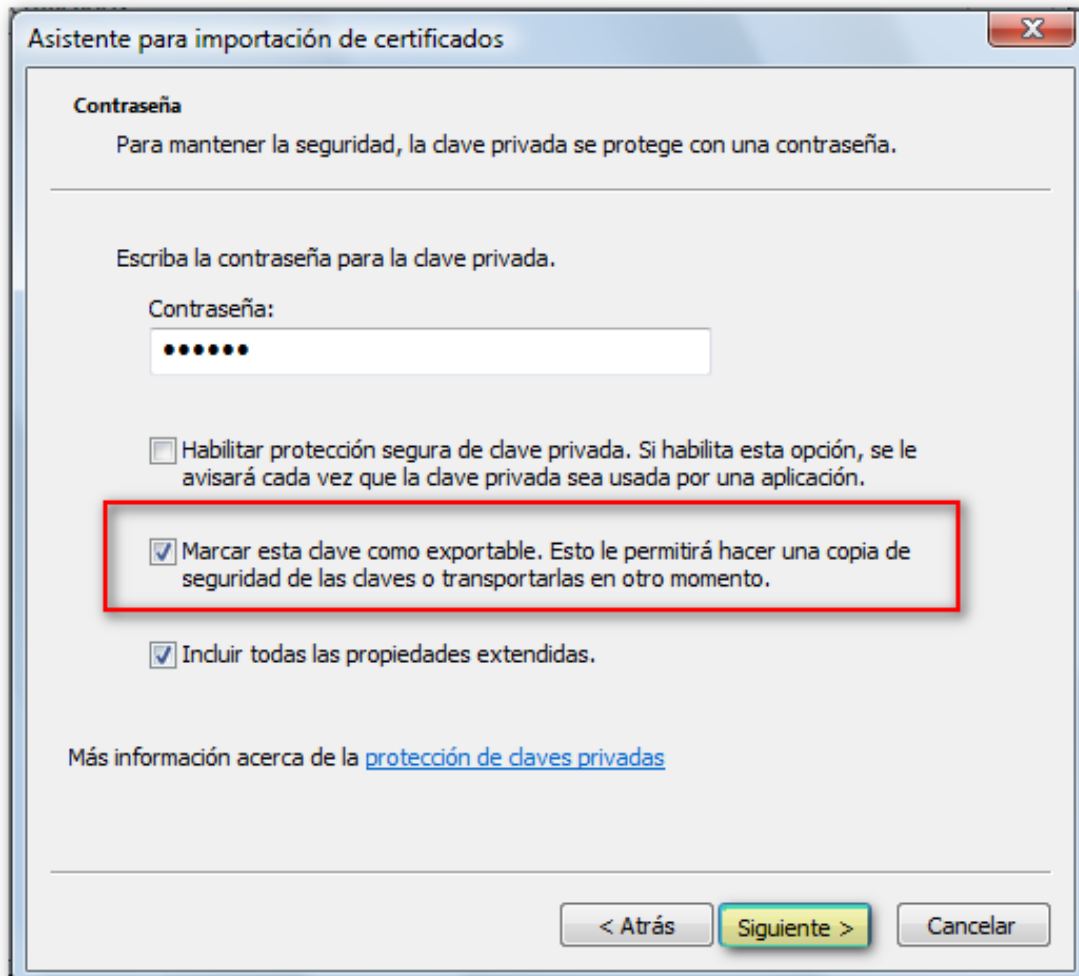 Asistente para importación de certificados
Contraseña
Para mantener la seguridad, la clave privada se protege con una contraseña.
Escriba la contraseña para la clave privada.
Contraseña:
••••••
Habilitar protección segura de clave privada. Si habilita esta opción, se le
avisará cada vez que la clave privada sea usada por una aplicación.
Marcar esta clave como exportable. Esto le permitirá hacer una copia de
seguridad de las claves o transportarlas en otro momento.
Incluir todas las propiedades extendidas.
Más información acerca de la protección de claves privadas
< Atrás
Siguiente >
Cancelar